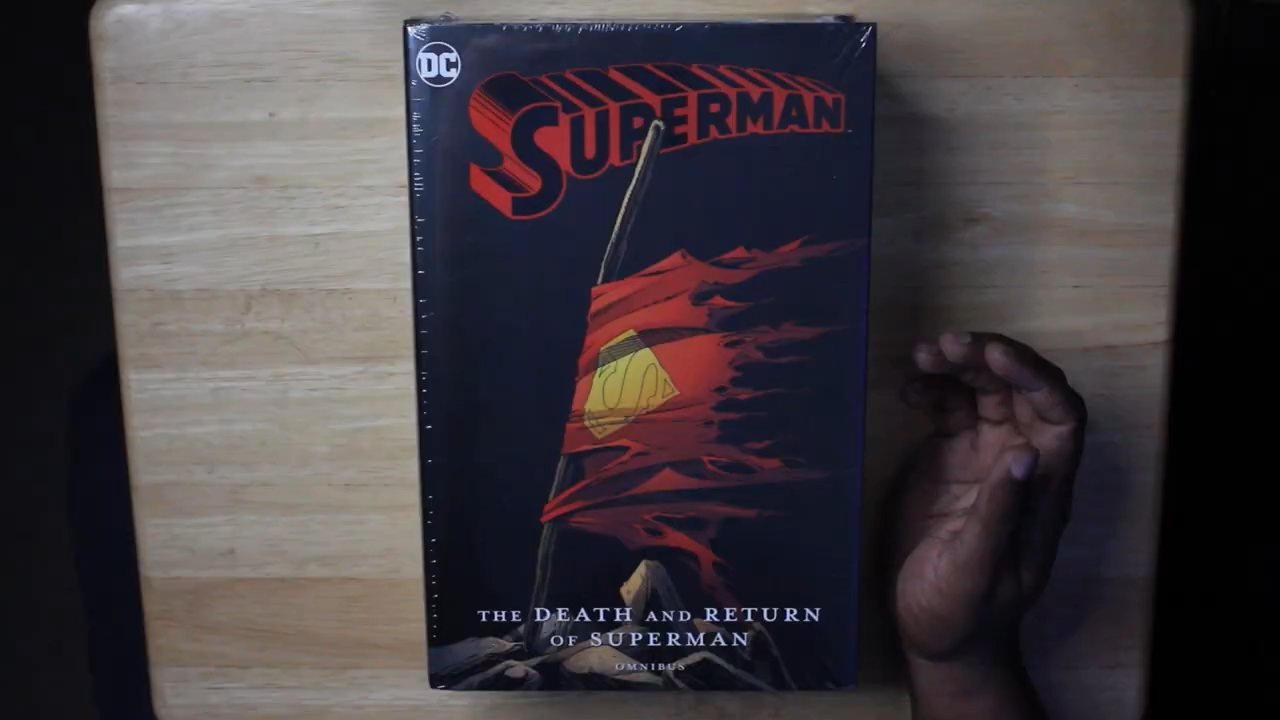 DC
SUPERMAN
THE DEATH AND RETURN
OF SUPERMAN
OMNIBUS